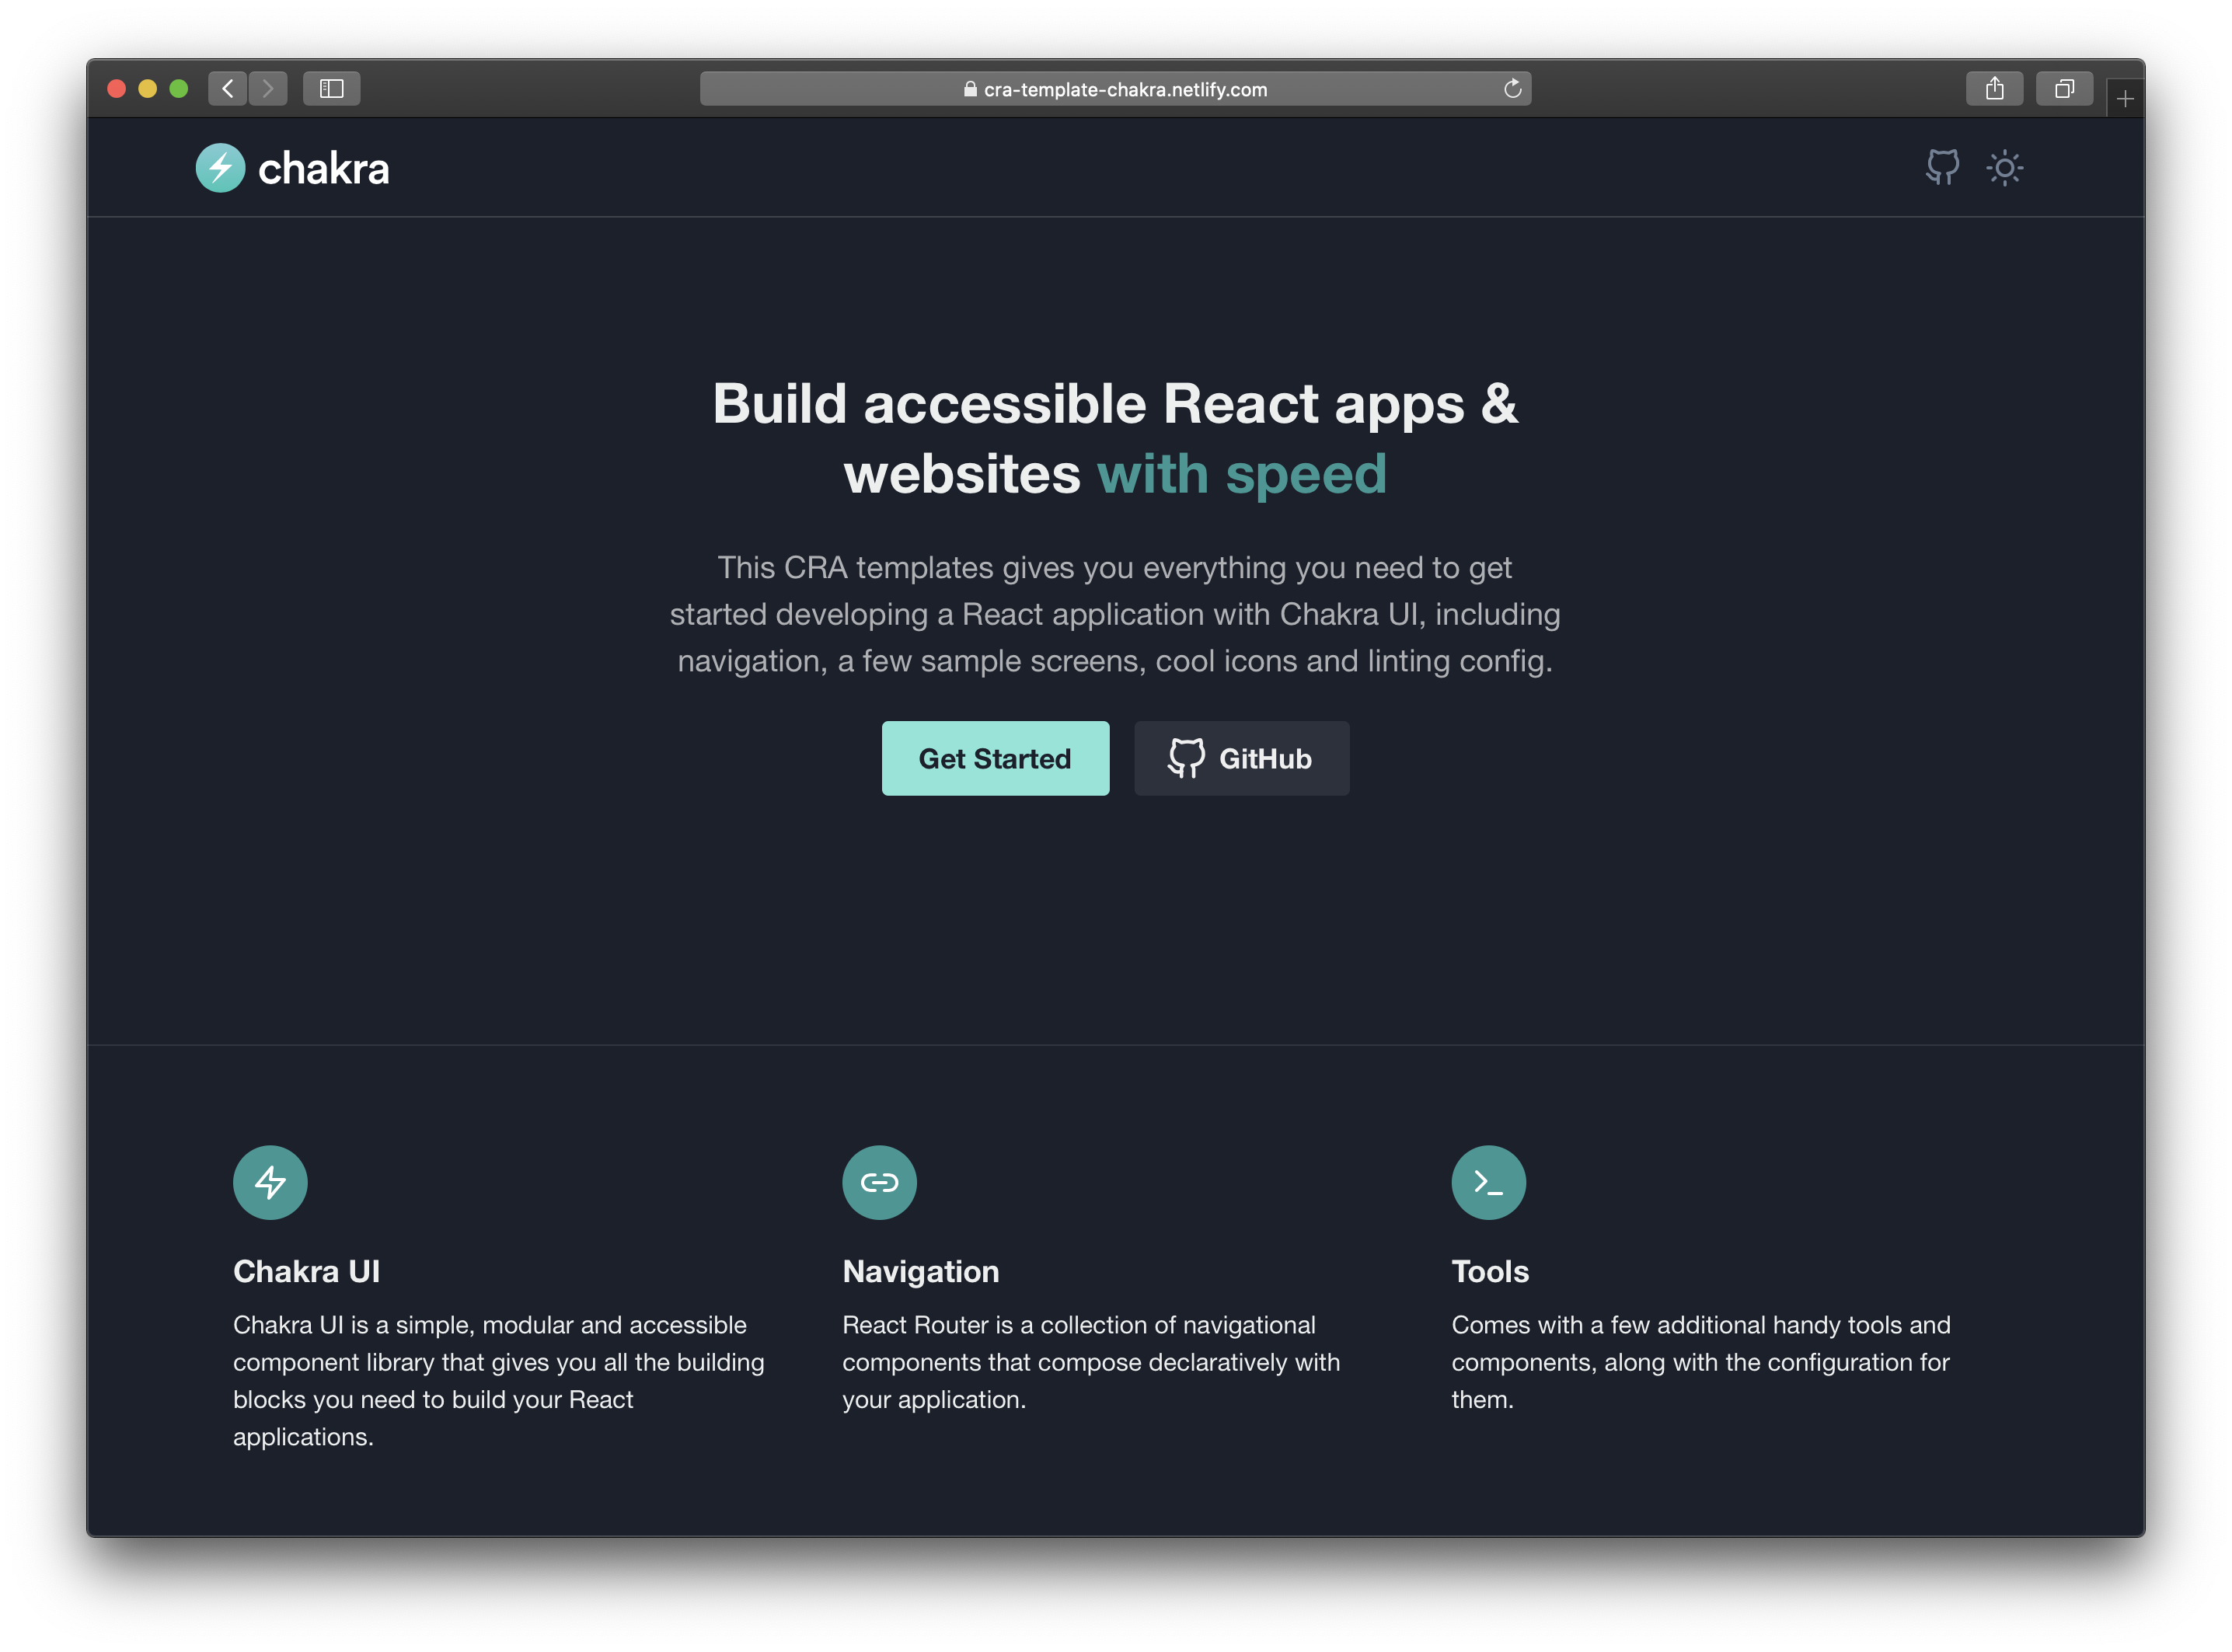 cra-template-chakra.netlify.com
chakra
Build accessible React apps &
websites with speed
This CRA templates gives you everything you need to get
started developing a React application with Chakra UI, including
navigation, a few sample screens, cool icons and linting config.
Get Started
GitHub
Chakra UI
Chakra UI is a simple, modular and accessible
component library that gives you all the building
blocks you need to build your React
applications.
Navigation
React Router is a collection of navigational
components that compose declaratively with
your application.
Tools
Comes with a few additional handy tools and
components, along with the configuration for
them.